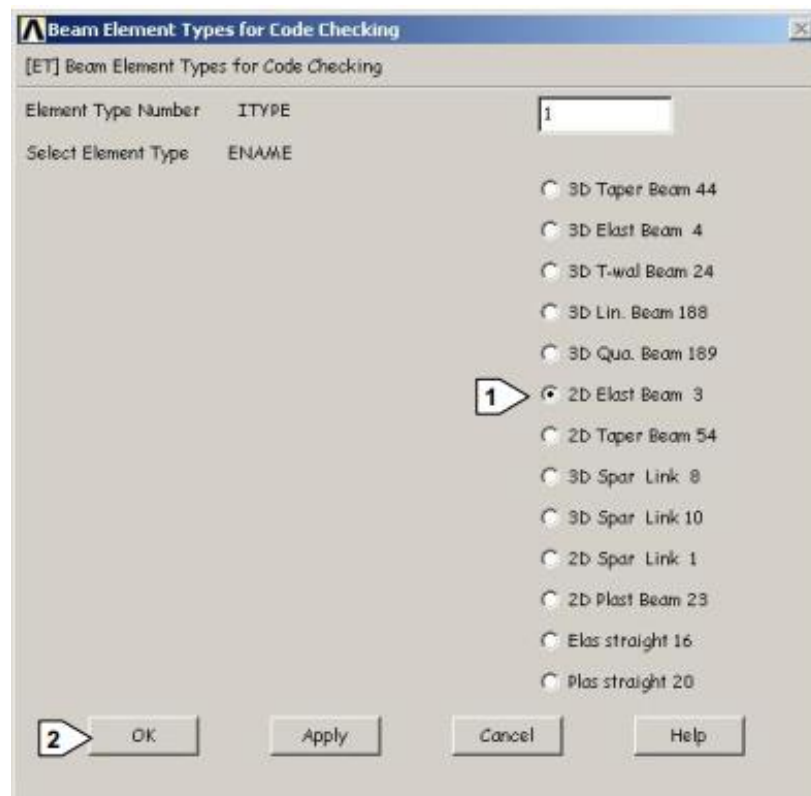 Beam Element Types for Code Checking
[ET] Beam Element Types for Code Checking
Element Type Number ITYPE 1
Select Element Type ENAME
3D Taper Beam 44
3D Elast Beam 4
3D T-wal Beam 24
3D Lin. Beam 188
3D Qua. Beam 189
1 2D Elast Beam 3
2D Taper Beam 54
3D Spar Link 8
3D Spar Link 10
2D Spar Link 1
2D Plast Beam 23
Elas straight 16
Plas straight 20
2 OK Apply Cancel Help